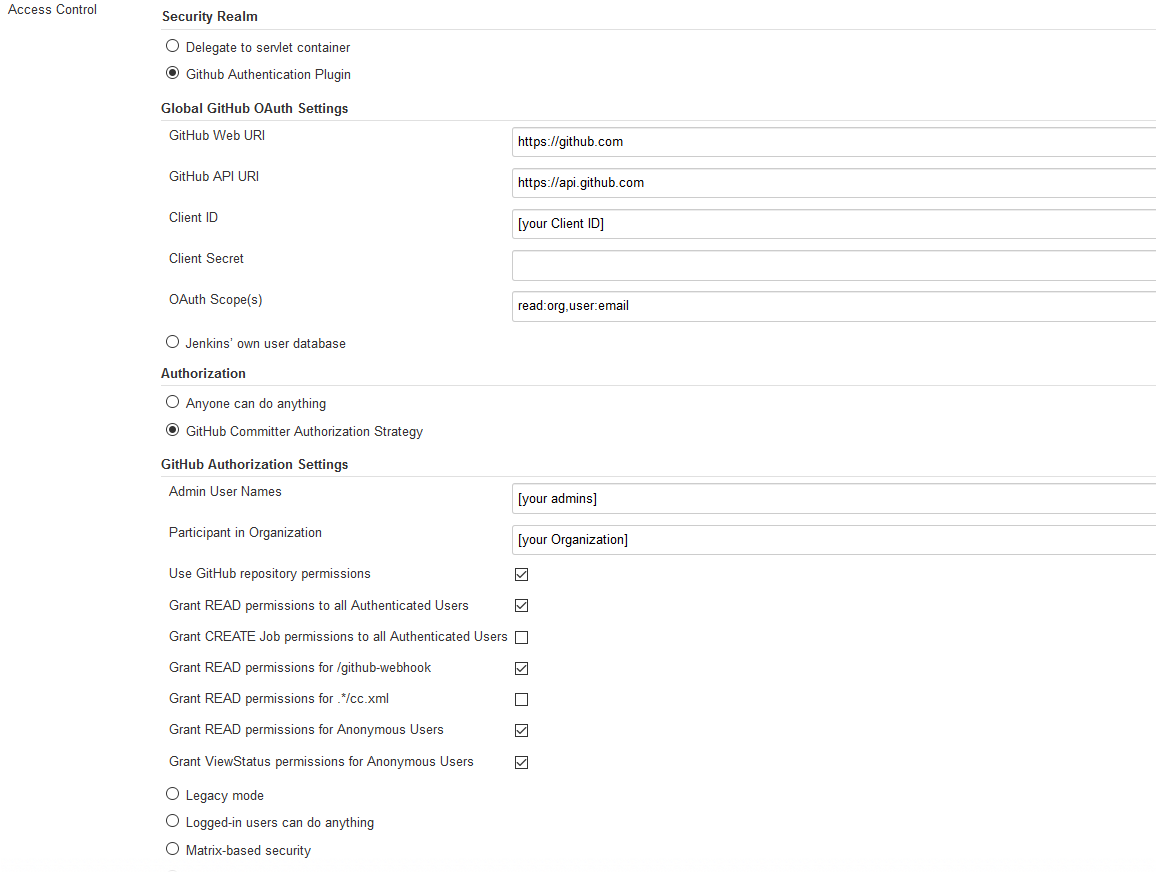 Access Control
Security Realm
Delegate to servlet container
Github Authentication Plugin
Global GitHub OAuth Settings
GitHub Web URI
https://github.com
GitHub API URI
https://api.github.com
Client ID
[your Client ID]
Client Secret
OAuth Scope(s)
read:org,user:email
Jenkins’ own user database
Authorization
Anyone can do anything
GitHub Committer Authorization Strategy
GitHub Authorization Settings
Admin User Names
[your admins]
Participant in Organization
[your Organization]
Use GitHub repository permissions
Grant READ permissions to all Authenticated Users
Grant CREATE Job permissions to all Authenticated Users
Grant READ permissions for /github-webhook
Grant READ permissions for .*/cc.xml
Grant READ permissions for Anonymous Users
Grant ViewStatus permissions for Anonymous Users
Legacy mode
Logged-in users can do anything
Matrix-based security